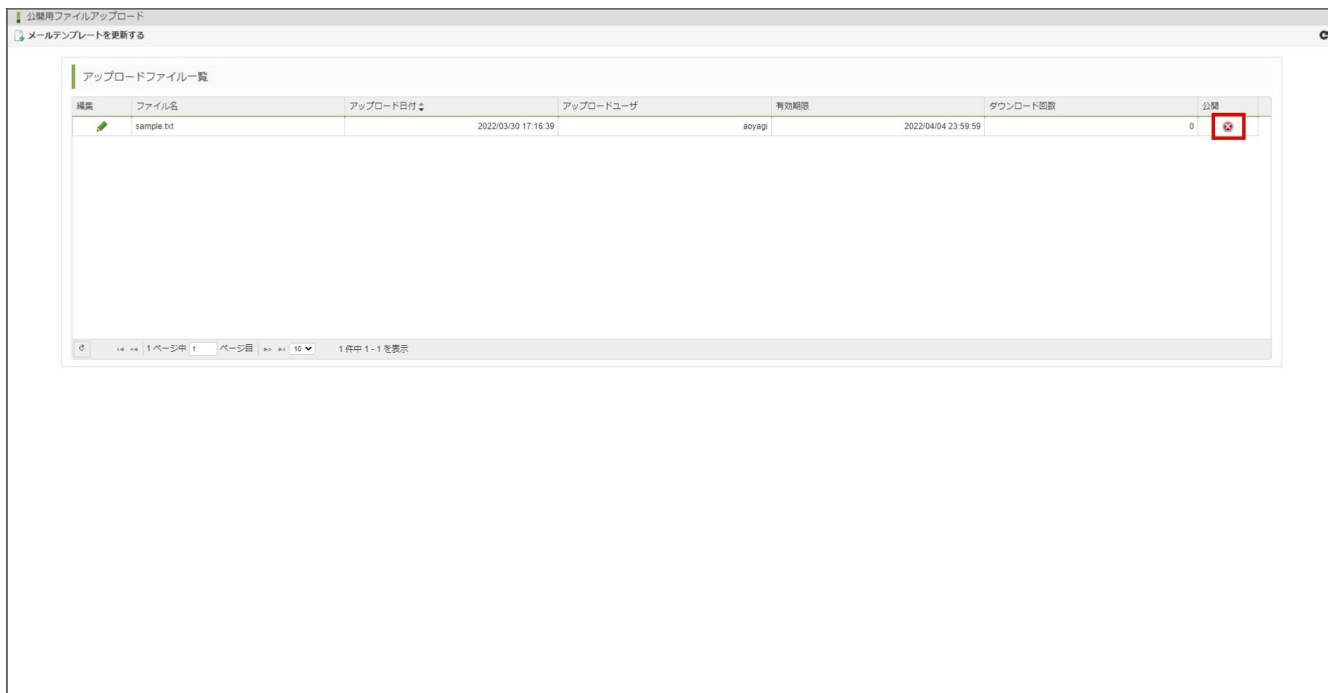 公開用ファイルアップロード
メールテンプレートを更新する
アップロードファイル一覧
編集 ファイル名 アップロード日付 アップロードユーザ 有効期限 ダウンロード回数 公開
sample.txt 2022/03/30 17:16:39 aoyagi 2022/04/04 23:59:59 0
1 ページ中 1 ページ目 10 1 件中 1 - 1 を表示